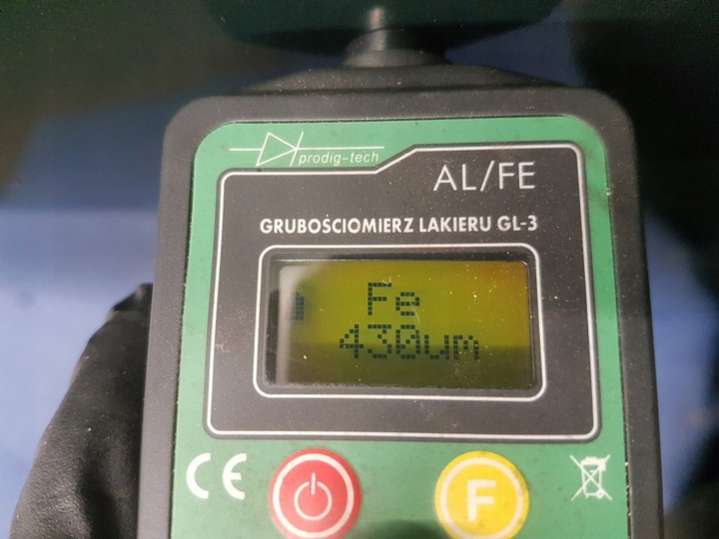 prodig-tech
AL/FE
GRUBOŚCIOMIERZ LAKIERU GL-3
Fe
430um
CE
F